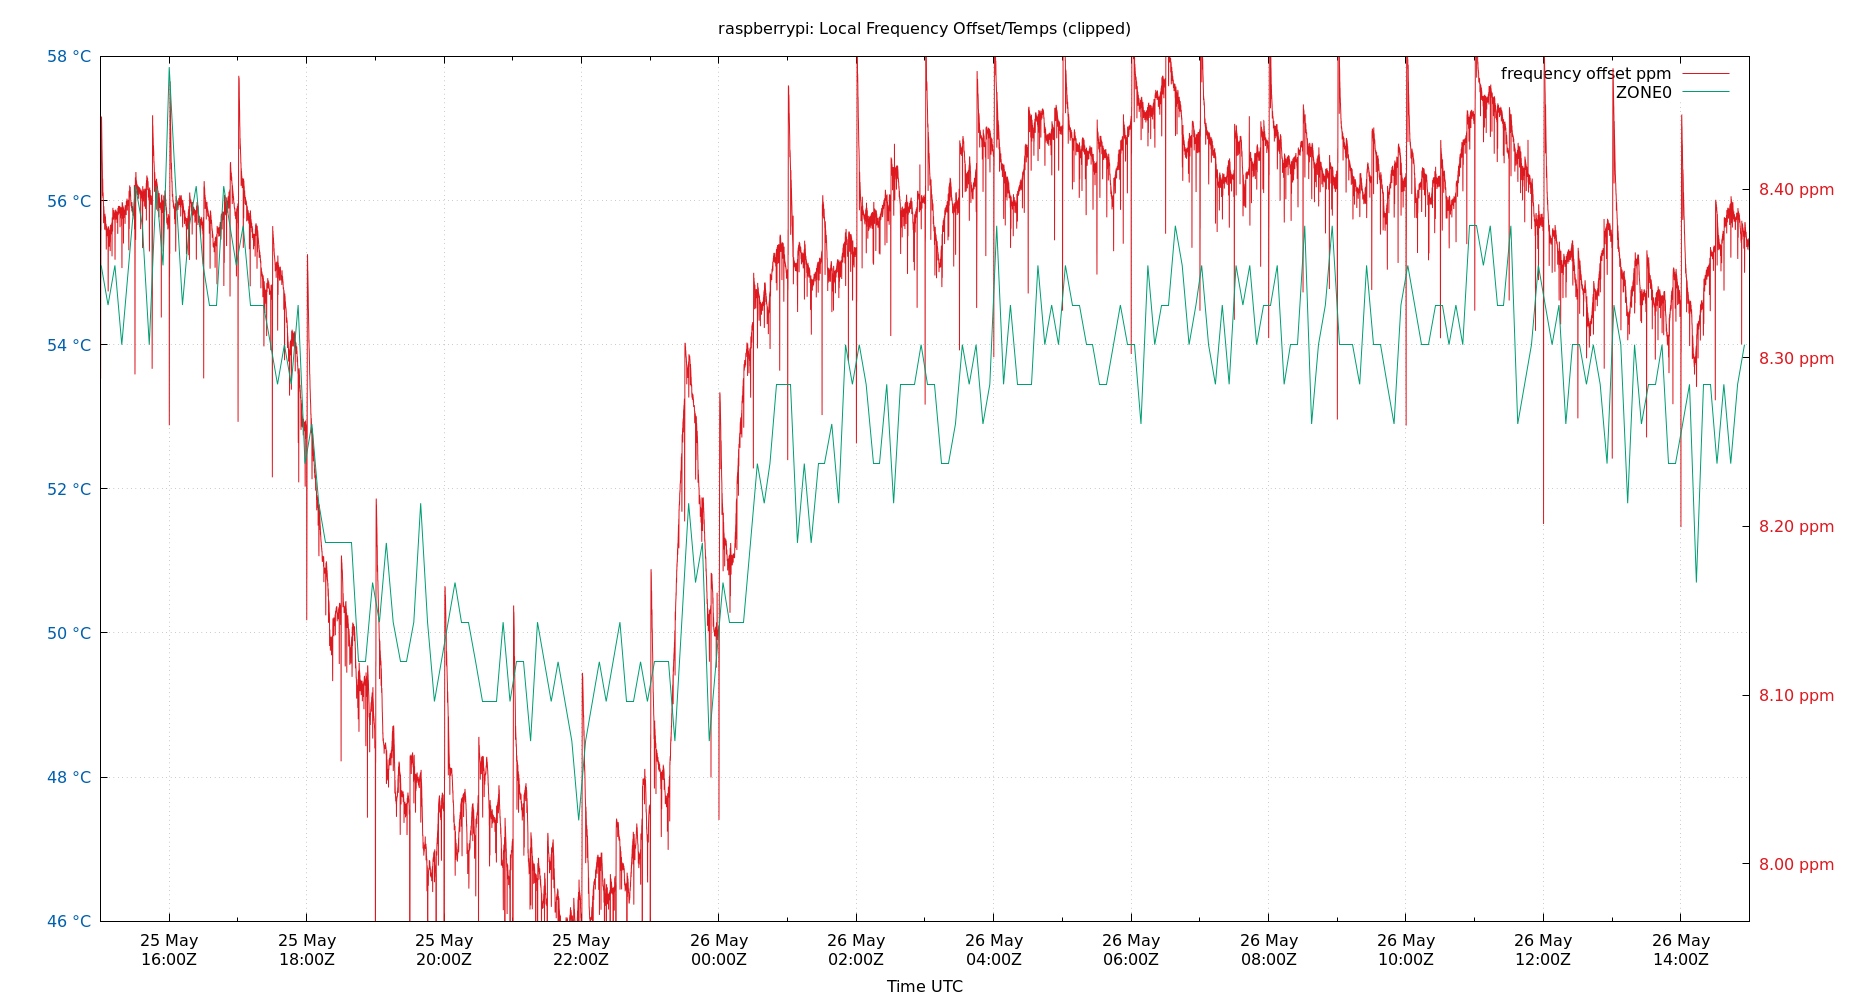 raspberrypi: Local Frequency Offset/Temps (clipped)
58 °C
56 °C
54 °C
52 °C
50 °C
48 °C
46 °C
frequency offset ppm
ZONE0
8.40 ppm
8.30 ppm
8.20 ppm
8.10 ppm
8.00 ppm
25 May
16:00Z
25 May
18:00Z
25 May
20:00Z
25 May
22:00Z
26 May
00:00Z
26 May
02:00Z
26 May
04:00Z
26 May
06:00Z
26 May
08:00Z
26 May
10:00Z
26 May
12:00Z
26 May
14:00Z
Time UTC